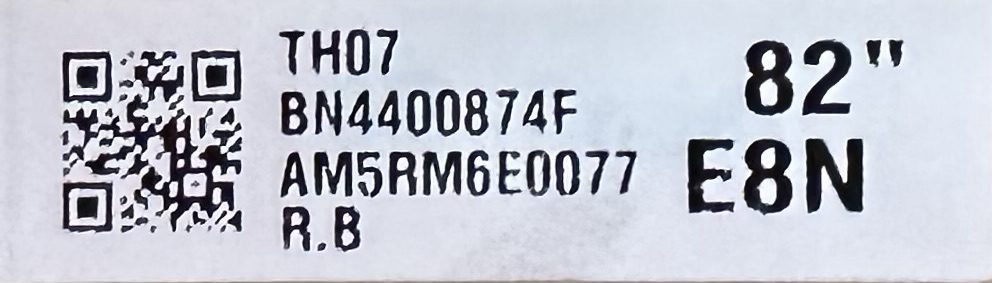 TH07
BN4400874F
AM5RM6E0077
R.B
82"
E8N